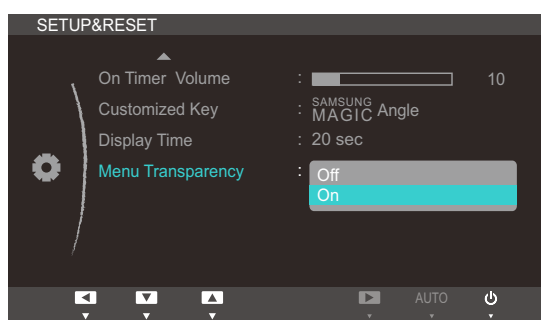 SETUP&RESET
On Timer Volume : 10
Customized Key : SAMSUNG MAGIC Angle
Display Time : 20 sec
Menu Transparency : Off
On
AUTO